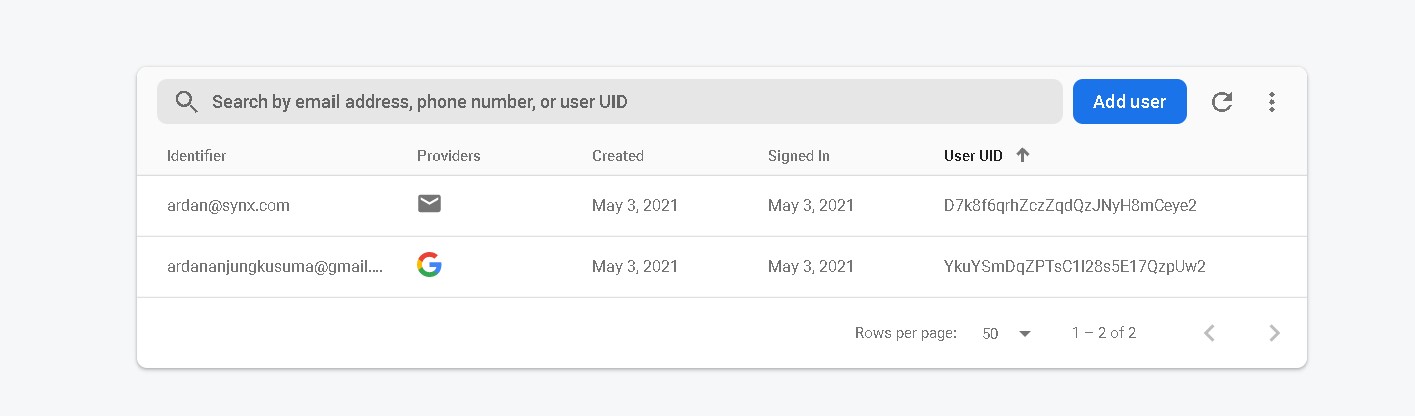 Search by email address, phone number, or user UID Add user
Identifier Providers Created Signed In User UID
ardan@synx.com May 3, 2021 May 3, 2021 D7k8f6qrhZczZqdQzJNyH8mCeye2
ardananjungkusuma@gmail.... May 3, 2021 May 3, 2021 YkuYSmDqZPTsC1l28s5E17QzpUw2
Rows per page: 50 1 – 2 of 2